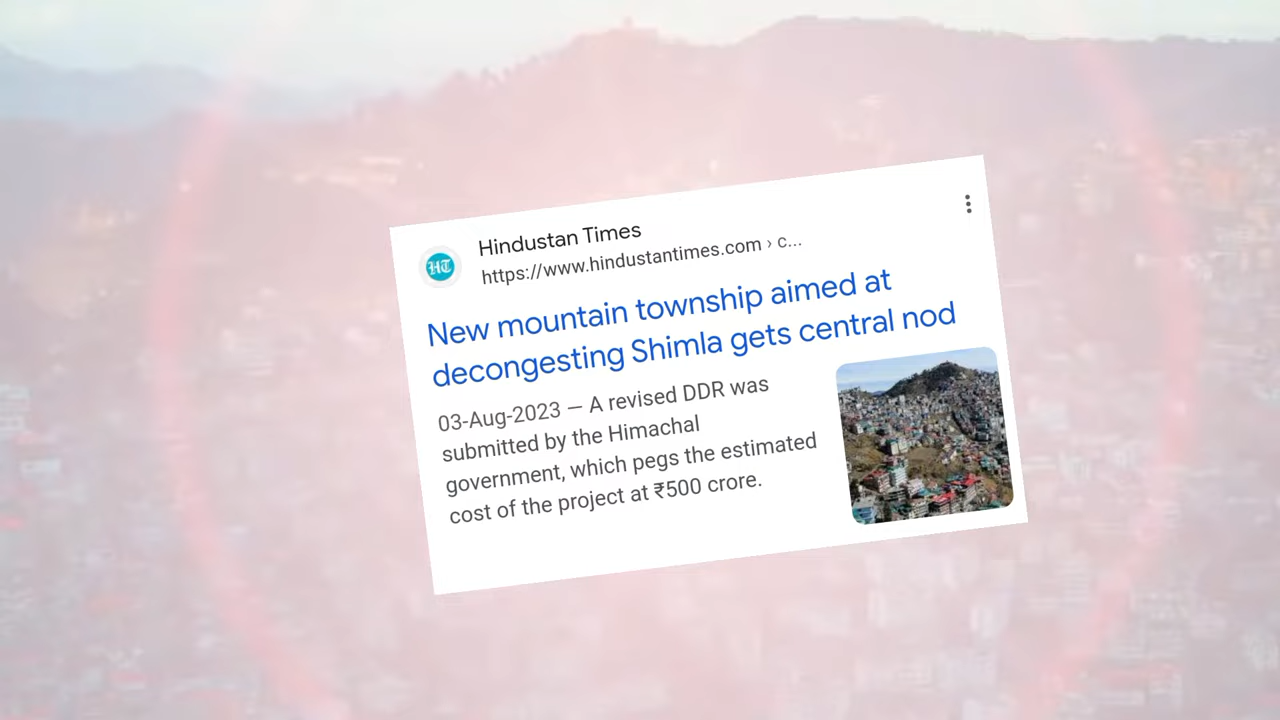 Hindustan Times
https://www.hindustantimes.com › c...
New mountain township aimed at
decongesting Shimla gets central nod
03-Aug-2023 — A revised DDR was
submitted by the Himachal
government, which pegs the estimated
cost of the project at ₹500 crore.
HT